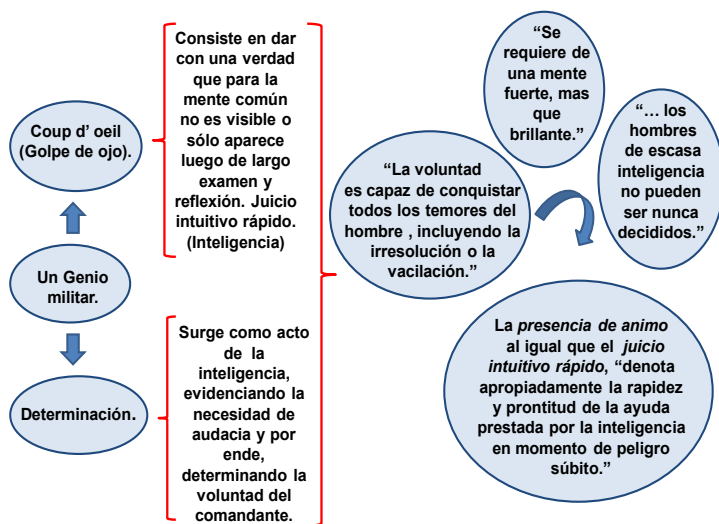 Coup d’ oeil
(Golpe de ojo).
Un Genio
militar.
Determinación.
Consiste en dar
con una verdad
que para la
mente común
no es visible o
sólo aparece
luego de largo
examen y
reflexión. Juicio
intuitivo rápido.
(Inteligencia)
Surge como acto
de la
inteligencia,
evidenciando la
necesidad de
audacia y por
ende,
determinando la
voluntad del
comandante.
“La voluntad
es capaz de conquistar
todos los temores del
hombre , incluyendo la
irresolución o la
vacilación.”
“Se
requiere de
una mente
fuerte, mas
que
brillante.”
“… los
hombres
de escasa
inteligencia
no pueden
ser nunca
decididos.”
La presencia de animo
al igual que el juicio
intuitivo rápido, “denota
apropiadamente la rapidez
y prontitud de la ayuda
prestada por la inteligencia
en momento de peligro
súbito.”